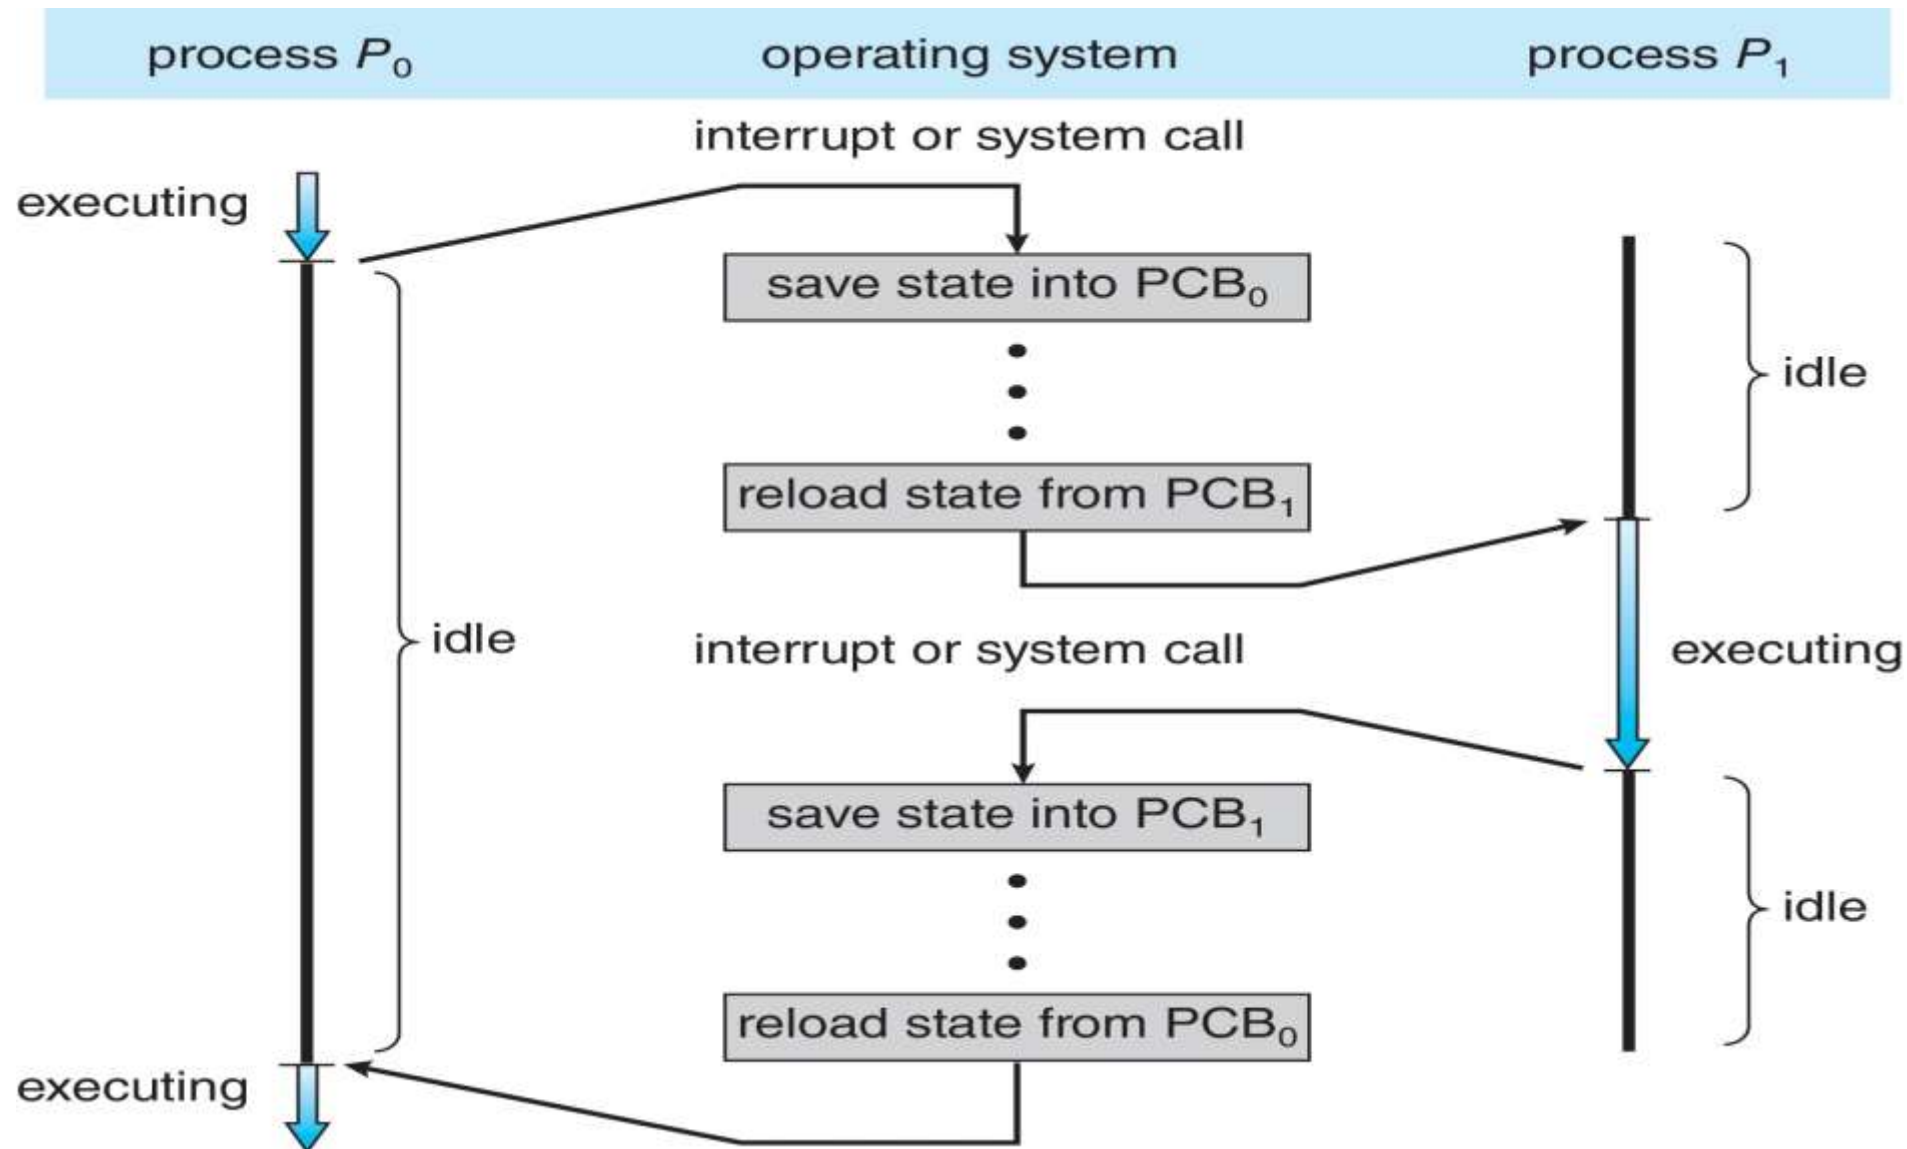 process P₀ operating system process P₁
interrupt or system call
executing
save state into PCB₀
idle
reload state from PCB₁
idle
interrupt or system call
executing
save state into PCB₁
idle
reload state from PCB₀
executing